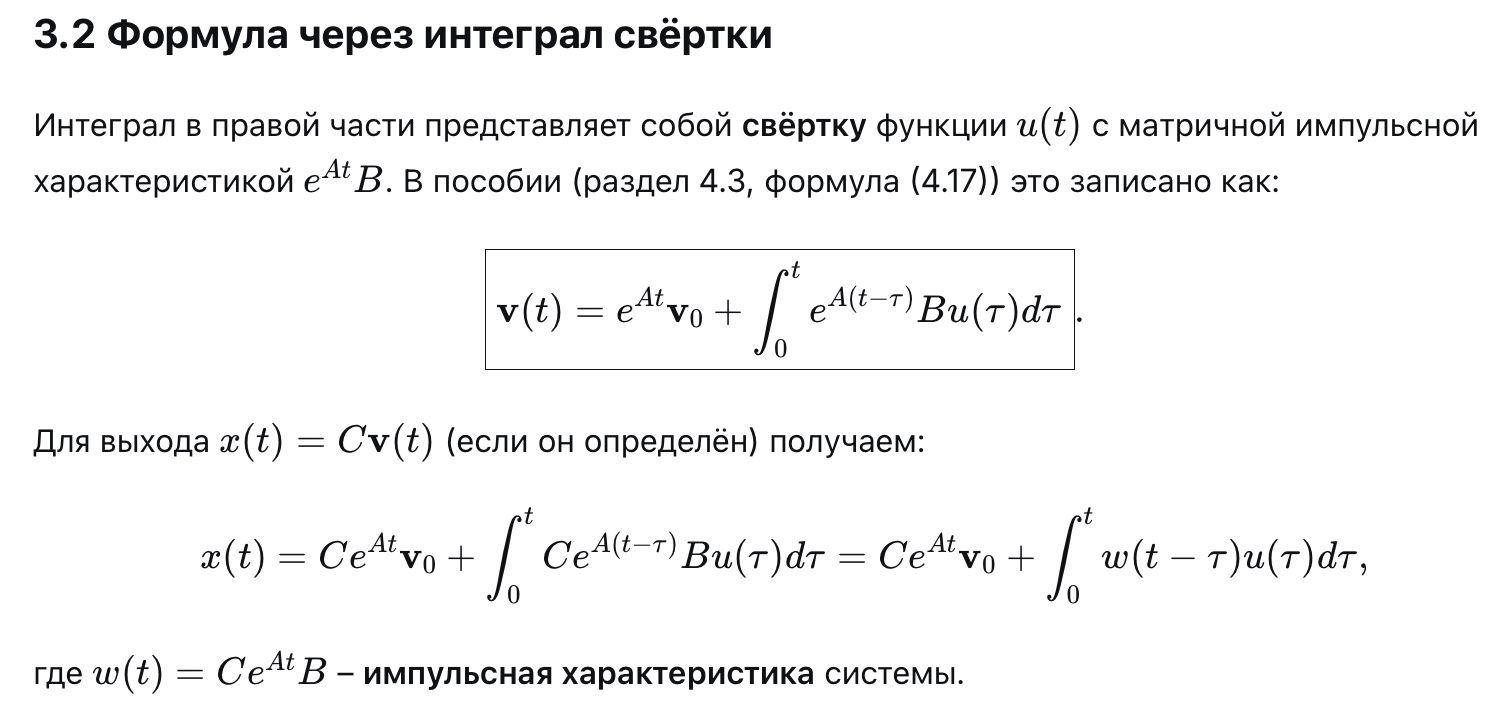 3.2 Формула через интеграл свёртки
Интеграл в правой части представляет собой свёртку функции u(t) с матричной импульсной
характеристикой e^{At}B. В пособии (раздел 4.3, формула (4.17)) это записано как:
v(t) = e^{At}v_0 + ∫_0^t e^{A(t−τ)}Bu(τ)dτ.
Для выхода x(t) = Cv(t) (если он определён) получаем:
x(t) = Ce^{At}v_0 + ∫_0^t Ce^{A(t−τ)}Bu(τ)dτ = Ce^{At}v_0 + ∫_0^t w(t − τ)u(τ)dτ,
где w(t) = Ce^{At}B – импульсная характеристика системы.